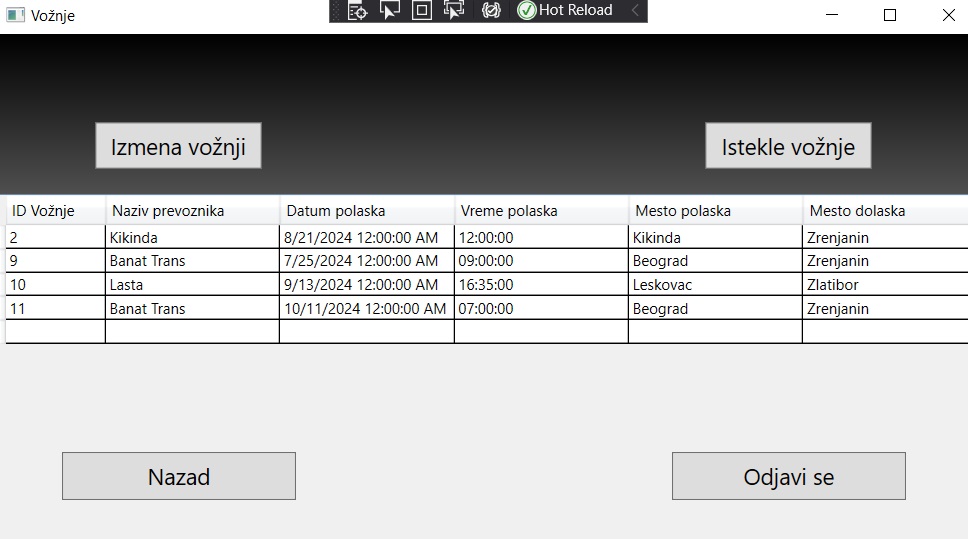 Vožnje
Hot Reload
Izmena vožnji
Istekle vožnje
ID Vožnje Naziv prevoznika Datum polaska Vreme polaska Mesto polaska Mesto dolaska
2 Kikinda 8/21/2024 12:00:00 AM 12:00:00 Kikinda Zrenjanin
9 Banat Trans 7/25/2024 12:00:00 AM 09:00:00 Beograd Zrenjanin
10 Lasta 9/13/2024 12:00:00 AM 16:35:00 Leskovac Zlatibor
11 Banat Trans 10/11/2024 12:00:00 AM 07:00:00 Beograd Zrenjanin
Nazad
Odjavi se